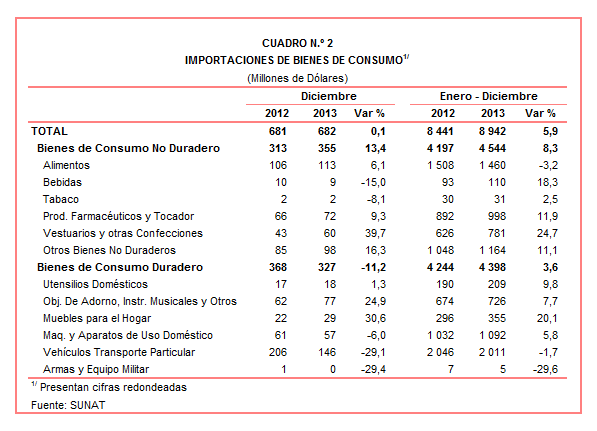 CUADRO N.º 2
IMPORTACIONES DE BIENES DE CONSUMO1/
(Millones de Dólares)
Diciembre Enero - Diciembre
2012 2013 Var % 2012 2013 Var %
TOTAL 681 682 0,1 8 441 8 942 5,9
Bienes de Consumo No Duradero 313 355 13,4 4 197 4 544 8,3
Alimentos 106 113 6,1 1 508 1 460 -3,2
Bebidas 10 9 -15,0 93 110 18,3
Tabaco 2 2 -8,1 30 31 2,5
Prod. Farmacéuticos y Tocador 66 72 9,3 892 998 11,9
Vestuarios y otras Confecciones 43 60 39,7 626 781 24,7
Otros Bienes No Duraderos 85 98 16,3 1 048 1 164 11,1
Bienes de Consumo Duradero 368 327 -11,2 4 244 4 398 3,6
Utensilios Domésticos 17 18 1,3 190 209 9,8
Obj. De Adorno, Instr. Musicales y Otros 62 77 24,9 674 726 7,7
Muebles para el Hogar 22 29 30,6 296 355 20,1
Maq. y Aparatos de Uso Doméstico 61 57 -6,0 1 032 1 092 5,8
Vehículos Transporte Particular 206 146 -29,1 2 046 2 011 -1,7
Armas y Equipo Militar 1 0 -29,4 7 5 -29,6
1/ Presentan cifras redondeadas
Fuente: SUNAT